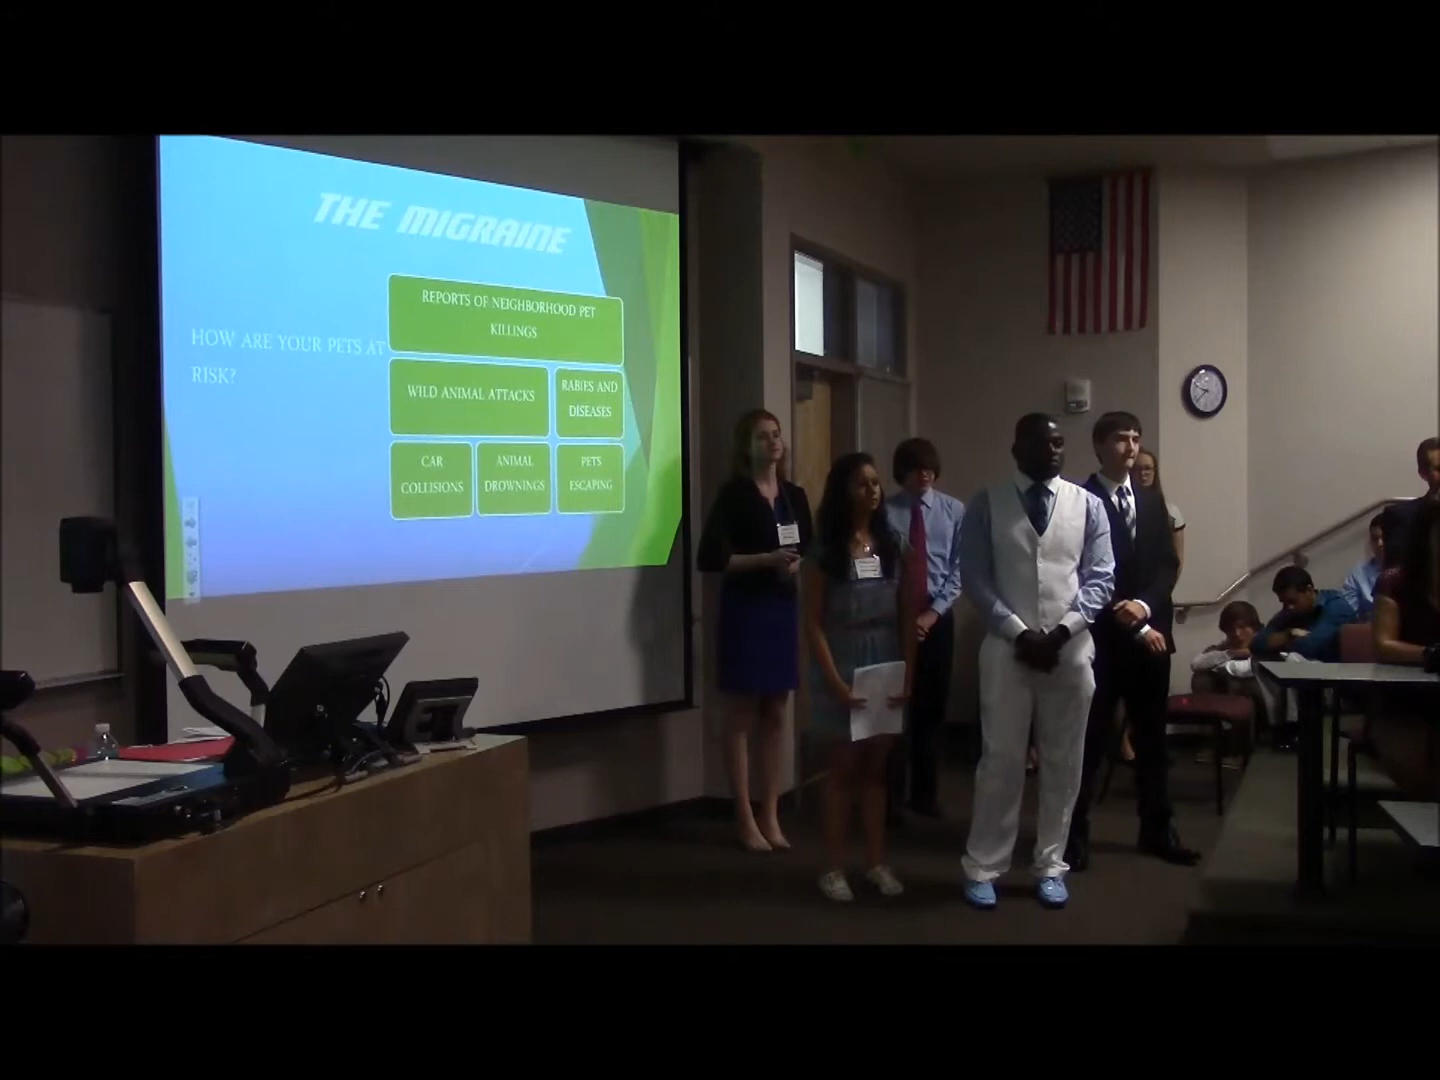 THE MIGRAINE
HOW ARE YOUR PETS AT
RISK?
REPORTS OF NEIGHBORHOOD PET
KILLINGS
WILD ANIMAL ATTACKS
RABIES AND
DISEASES
CAR
COLLISIONS
ANIMAL
DROWNINGS
PETS
ESCAPING